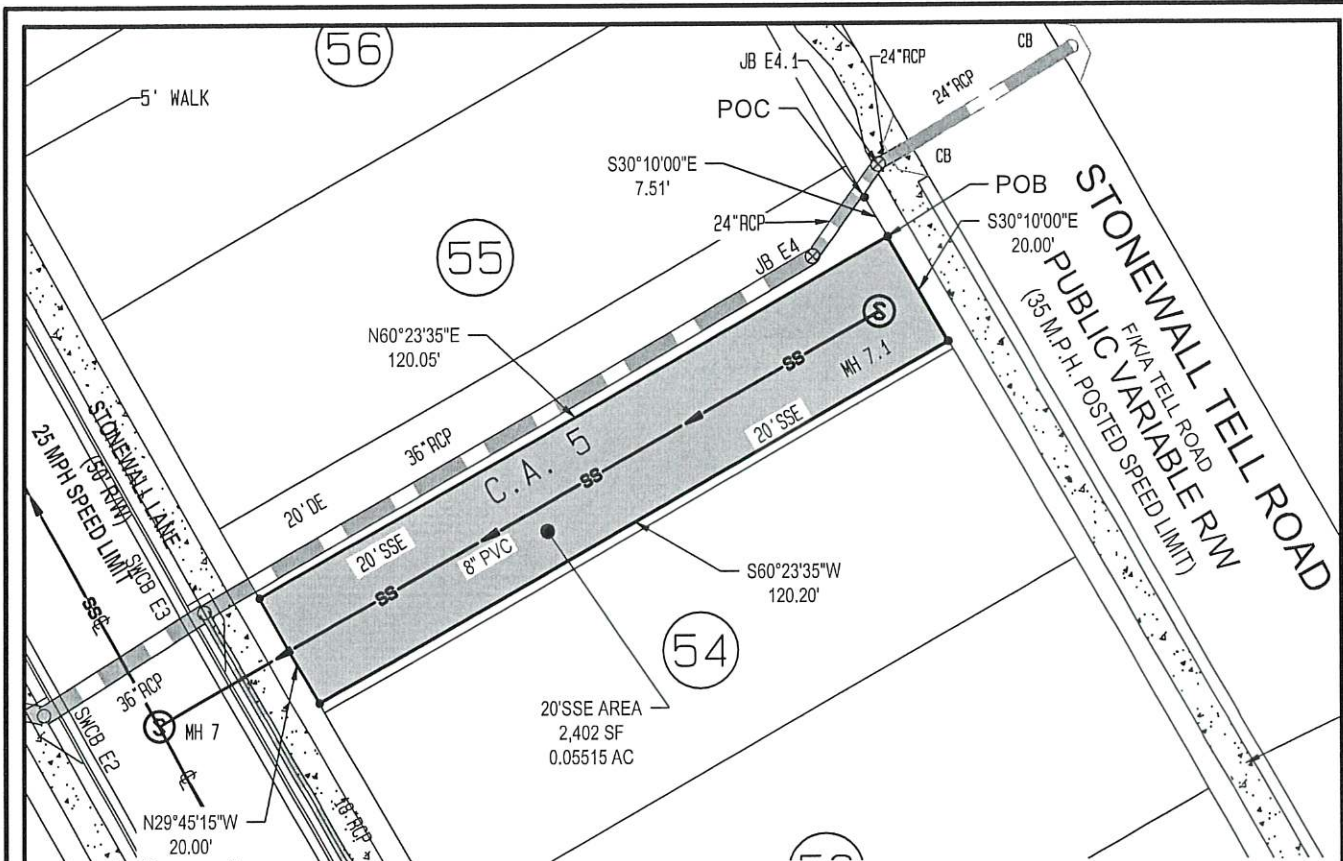 56
5' WALK
JB E4.1
24"RCP
CB
24"RCP
POC
CB
S30°10'00"E
7.51'
POB
S30°10'00"E
20.00'
24"RCP
55
JB E4
STONEWALL TELL ROAD
F/K/A TELL ROAD
PUBLIC VARIABLE R/W
(35 M.P.H. POSTED SPEED LIMIT)
N60°23'35"E
120.05'
S
SS
MH 7.1
20'SSE
36"RCP
C.A. 5
SS
STONEWALL LANE
(50' R/W)
25 MPH SPEED LIMIT
20'DE
20'SSE
8" PVC
SS
SWCB E3
SS
S60°23'35"W
120.20'
54
36"RCP
SWCB E2
S
MH 7
20'SSE AREA
2,402 SF
0.05515 AC
18"RCP
N29°45'15"W
20.00'